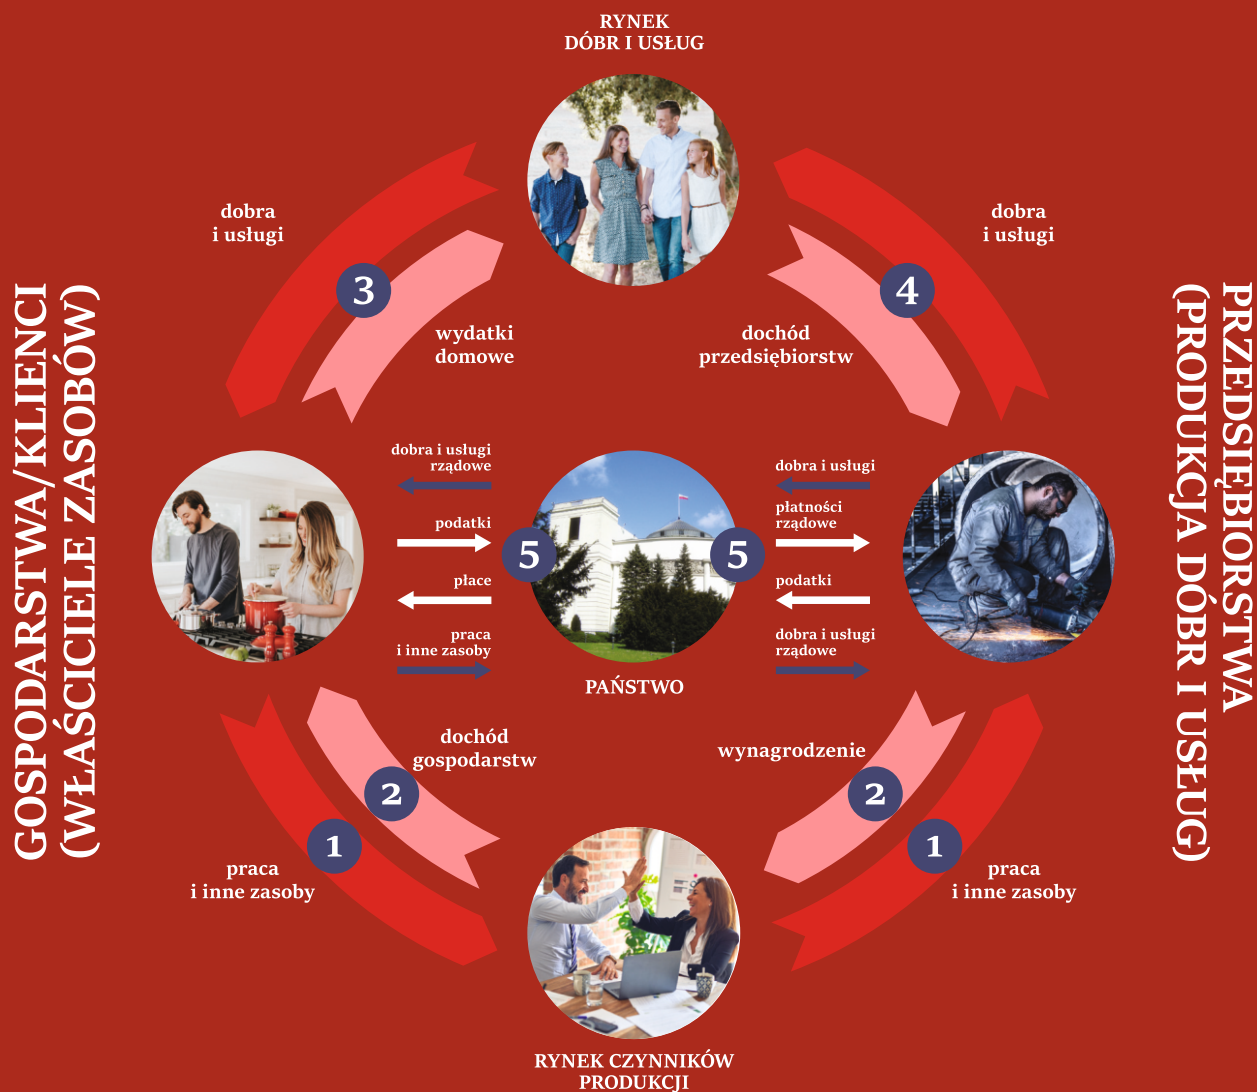 RYNEK
DÓBR I USŁUG
dobra
i usługi
dobra
i usługi
3
4
wydatki
domowe
dochód
przedsiębiorstw
GOSPODARSTWA/KLIENCI
(WŁAŚCICIELE ZASOBÓW)
PRZEDSIĘBIORSTWA
(PRODUKCJA DÓBR I USŁUG)
dobra i usługi
rządowe
podatki
płace
praca
i inne zasoby
5
5
dobra i usługi
płatności
rządowe
podatki
dobra i usługi
rządowe
PAŃSTWO
dochód
gospodarstw
wynagrodzenie
2
2
1
1
praca
i inne zasoby
praca
i inne zasoby
RYNEK CZYNNIKÓW
PRODUKCJI